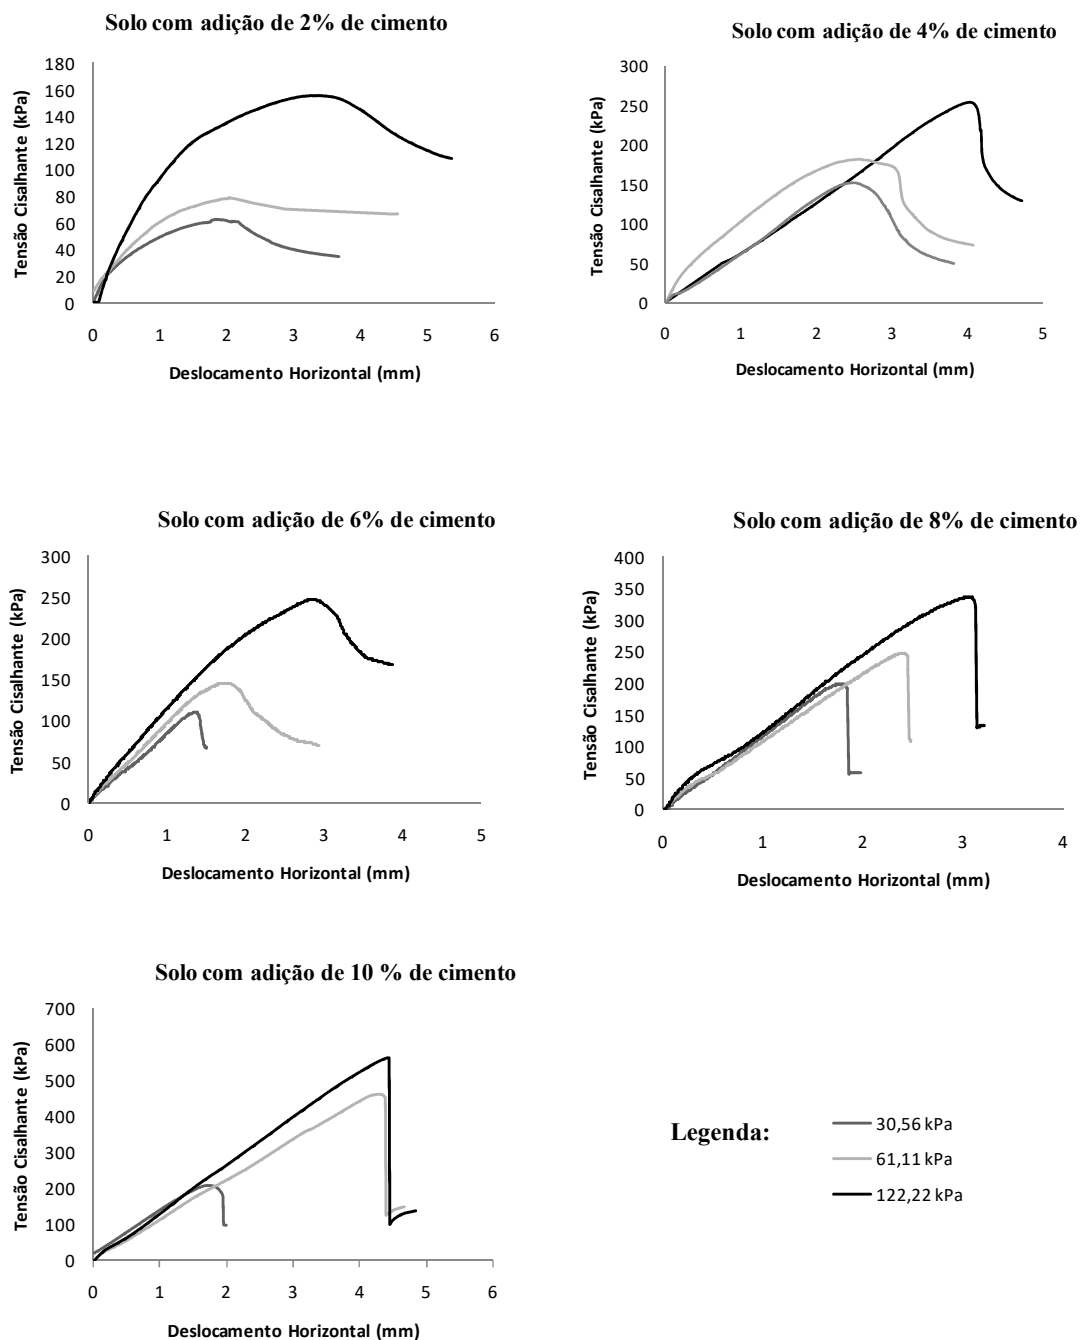 Solo com adição de 2% de cimento
Tensão Cisalhante (kPa)
180
160
140
120
100
80
60
40
20
0
0 1 2 3 4 5 6
Deslocamento Horizontal (mm)
Solo com adição de 4% de cimento
Tensão Cisalhante (kPa)
300
250
200
150
100
50
0
0 1 2 3 4 5
Deslocamento Horizontal (mm)
Solo com adição de 6% de cimento
Tensão Cisalhante (kPa)
300
250
200
150
100
50
0
0 1 2 3 4 5
Deslocamento Horizontal (mm)
Solo com adição de 8% de cimento
Tensão Cisalhante (kPa)
400
350
300
250
200
150
100
50
0
0 1 2 3 4
Deslocamento Horizontal (mm)
Solo com adição de 10 % de cimento
Tensão Cisalhante (kPa)
700
600
500
400
300
200
100
0
0 1 2 3 4 5 6
Deslocamento Horizontal (mm)
Legenda:
30,56 kPa
61,11 kPa
122,22 kPa